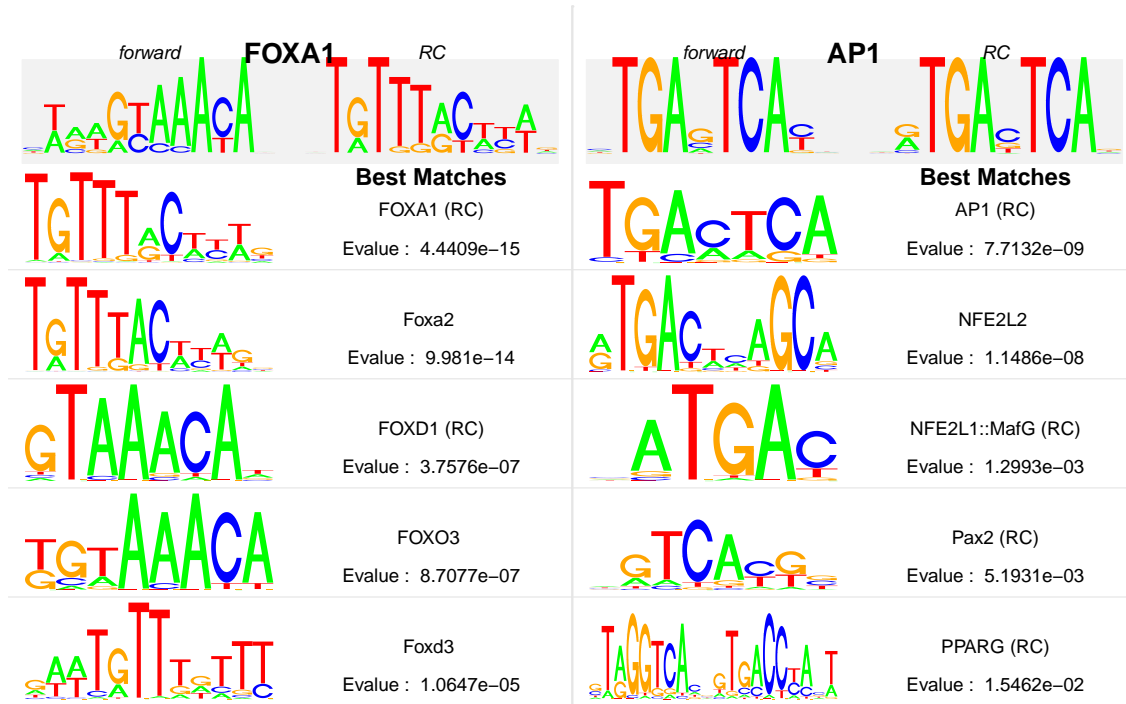 FOXA1
forward
RC
Best Matches
FOXA1 (RC)
Evalue : 4.4409e−15
Foxa2
Evalue : 9.981e−14
FOXD1 (RC)
Evalue : 3.7576e−07
FOXO3
Evalue : 8.7077e−07
Foxd3
Evalue : 1.0647e−05
AP1
forward
RC
Best Matches
AP1 (RC)
Evalue : 7.7132e−09
NFE2L2
Evalue : 1.1486e−08
NFE2L1::MafG (RC)
Evalue : 1.2993e−03
Pax2 (RC)
Evalue : 5.1931e−03
PPARG (RC)
Evalue : 1.5462e−02